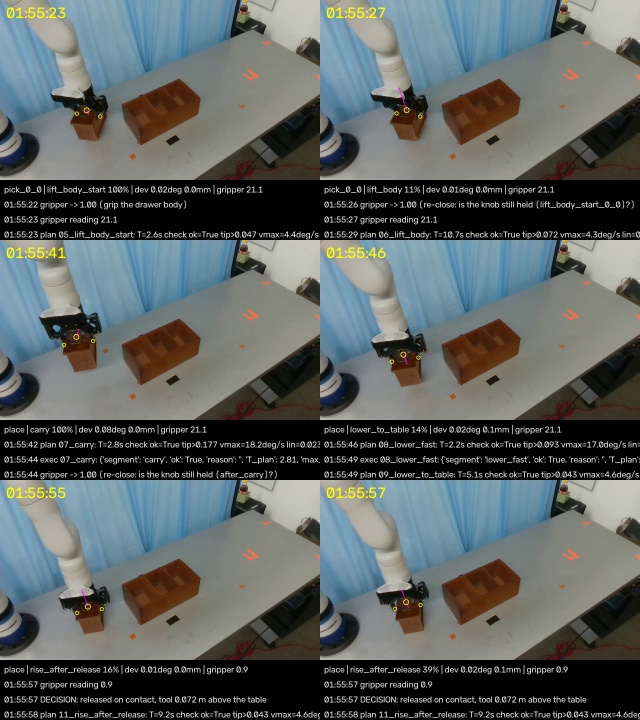 01:55:23
pick_0_0 | lift_body_start 100% | dev 0.02deg 0.0mm | gripper 21.1
01:55:22 gripper -> 1.00 (grip the drawer body)
01:55:23 gripper reading 21.1
01:55:23 plan 05_lift_body_start: T=2.6s check ok=True tip>0.047 vmax=4.4deg/s
01:55:27
pick_0_0 | lift_body 11% | dev 0.01deg 0.0mm | gripper 21.1
01:55:26 gripper -> 1.00 (re-close: is the knob still held (lift_body_start_0_0)?)
01:55:27 gripper reading 21.1
01:55:29 plan 06_lift_body: T=10.7s check ok=True tip>0.072 vmax=4.3deg/s lin=0
01:55:41
place | carry 100% | dev 0.08deg 0.0mm | gripper 21.1
01:55:42 plan 07_carry: T=2.8s check ok=True tip>0.177 vmax=18.2deg/s lin=0.023
01:55:44 exec 07_carry: {'segment': 'carry', 'ok': True, 'reason': '', 'T_plan': 2.81, 'max_
01:55:44 gripper -> 1.00 (re-close: is the knob still held (after_carry)?)
01:55:46
place | lower_to_table 14% | dev 0.02deg 0.1mm | gripper 21.1
01:55:46 plan 08_lower_fast: T=2.2s check ok=True tip>0.093 vmax=17.0deg/s lin=0
01:55:49 exec 08_lower_fast: {'segment': 'lower_fast', 'ok': True, 'reason': '', 'T_plan':
01:55:49 plan 09_lower_to_table: T=5.1s check ok=True tip>0.043 vmax=4.6deg/s
01:55:55
place | rise_after_release 16% | dev 0.01deg 0.0mm | gripper 0.9
01:55:57 gripper reading 0.9
01:55:57 DECISION: released on contact, tool 0.072 m above the table
01:55:58 plan 11_rise_after_release: T=9.2s check ok=True tip>0.043 vmax=4.6deg
01:55:57
place | rise_after_release 39% | dev 0.02deg 0.1mm | gripper 0.9
01:55:57 gripper reading 0.9
01:55:57 DECISION: released on contact, tool 0.072 m above the table
01:55:58 plan 11_rise_after_release: T=9.2s check ok=True tip>0.043 vmax=4.6deg